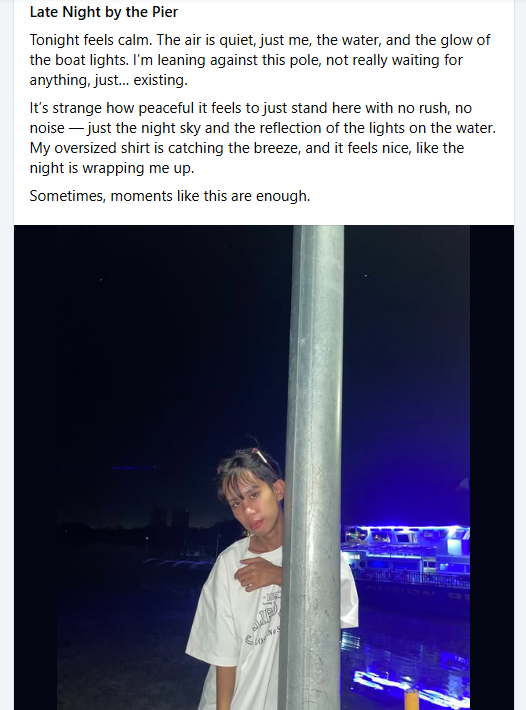 Late Night by the Pier
Tonight feels calm. The air is quiet, just me, the water, and the glow of
the boat lights. I’m leaning against this pole, not really waiting for
anything, just... existing.
It’s strange how peaceful it feels to just stand here with no rush, no
noise — just the night sky and the reflection of the lights on the water.
My oversized shirt is catching the breeze, and it feels nice, like the
night is wrapping me up.
Sometimes, moments like this are enough.